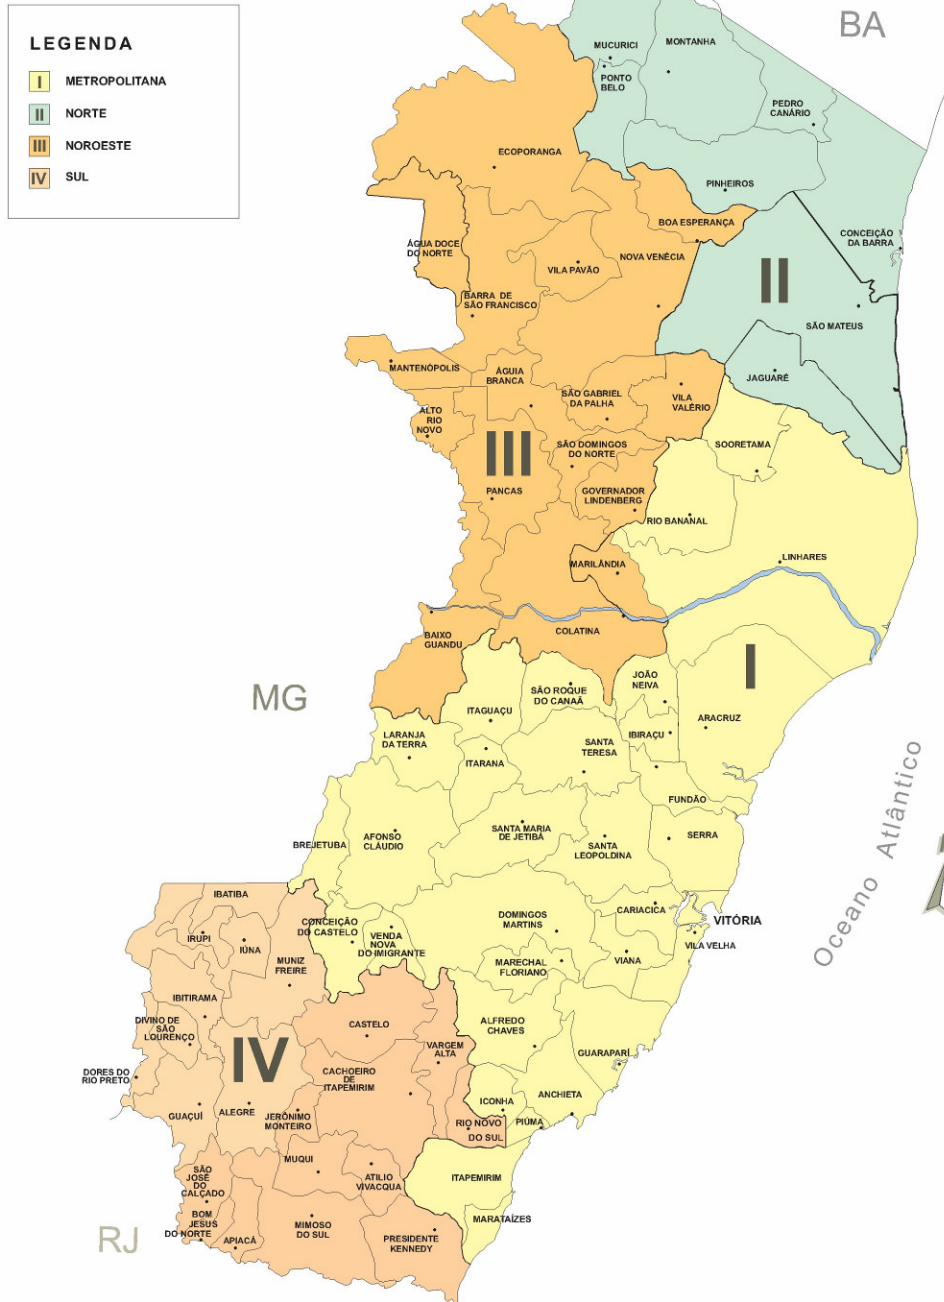 BA
LEGENDA
I METROPOLITANA
II NORTE
III NOROESTE
IV SUL
MUCURICI
MONTANHA
PONTO
BELO
PEDRO
CANÁRIO
ECOPORANGA
PINHEIROS
BOA ESPERANÇA
CONCEIÇÃO
DA BARRA
ÁGUA DOCE
DO NORTE
VILA PAVÃO
NOVA VENÉCIA
II
BARRA DE
SÃO FRANCISCO
SÃO MATEUS
MANTENÓPOLIS
ÁGUIA
BRANCA
JAGUARÉ
SÃO GABRIEL
DA PALHA
VILA
VALÉRIO
ALTO
RIO
NOVO
III
SÃO DOMINGOS
DO NORTE
SOORETAMA
PANCAS
GOVERNADOR
LINDENBERG
RIO BANANAL
MARILÂNDIA
LINHARES
BAIXO
GUANDU
COLATINA
I
MG
SÃO ROQUE
DO CANAÃ
JOÃO
NEIVA
ITAGUAÇU
ARACRUZ
LARANJA
DA TERRA
IBIRAÇU
ITARANA
SANTA
TERESA
FUNDÃO
Oceano Atlântico
BREJETUBA
AFONSO
CLÁUDIO
SANTA MARIA
DE JETIBÁ
SANTA
LEOPOLDINA
SERRA
IBATIBA
CONCEIÇÃO
DO CASTELO
VENDA
NOVA
DO IMIGRANTE
DOMINGOS
MARTINS
CARIACICA
VITÓRIA
IRUPI
IÚNA
VILA VELHA
MUNIZ
FREIRE
MARECHAL
FLORIANO
VIANA
IBITIRAMA
DIVINO DE
SÃO
LOURENÇO
CASTELO
ALFREDO
CHAVES
VARGEM
ALTA
IV
GUARAPARÍ
DORES DO
RIO PRETO
CACHOEIRO
DE
ITAPEMIRIM
GUAÇUÍ
ALEGRE
JERÔNIMO
MONTEIRO
ICONHA
ANCHIETA
RIO NOVO
DO SUL
PIÚMA
MUQUI
SÃO
JOSÉ
DO
CALÇADO
ATILIO
VIVACQUA
ITAPEMIRIM
BOM
JESUS
DO NORTE
MIMOSO
DO SUL
MARATAÍZES
RJ
APIACÁ
PRESIDENTE
KENNEDY